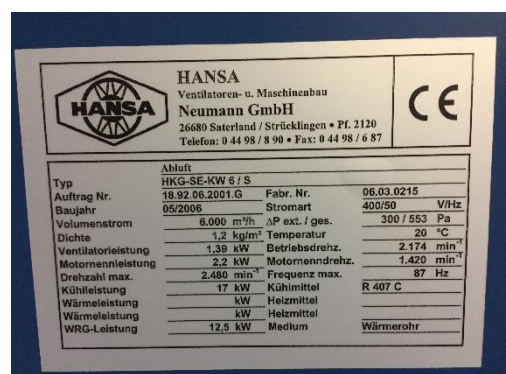 HANSA
HANSA
Ventilatoren- u. Maschinenbau
Neumann GmbH
26680 Saterland / Strücklingen • Pf. 2120
Telefon: 0 44 98 / 8 90 • Fax: 0 44 98 / 6 87
CE
Abluft
Typ HKG-SE-KW 6 / S
Auftrag Nr. 18.92.06.2001.G Fabr. Nr. 06.03.0215
Baujahr 05/2006 Stromart 400/50 V/Hz
Volumenstrom 6.000 m³/h ΔP ext. / ges. 300 / 553 Pa
Dichte 1,2 kg/m³ Temperatur 20 °C
Ventilatorleistung 1,39 kW Betriebsdrehz. 2.174 min⁻¹
Motornennleistung 2,2 kW Motornenndrehz. 1.420 min⁻¹
Drehzahl max. 2.480 min⁻¹ Frequenz max. 87 Hz
Kühlleistung 17 kW Kühlmittel R 407 C
Wärmeleistung kW Heizmittel
Wärmeleistung kW Heizmittel
WRG-Leistung 12,5 kW Medium Wärmerohr